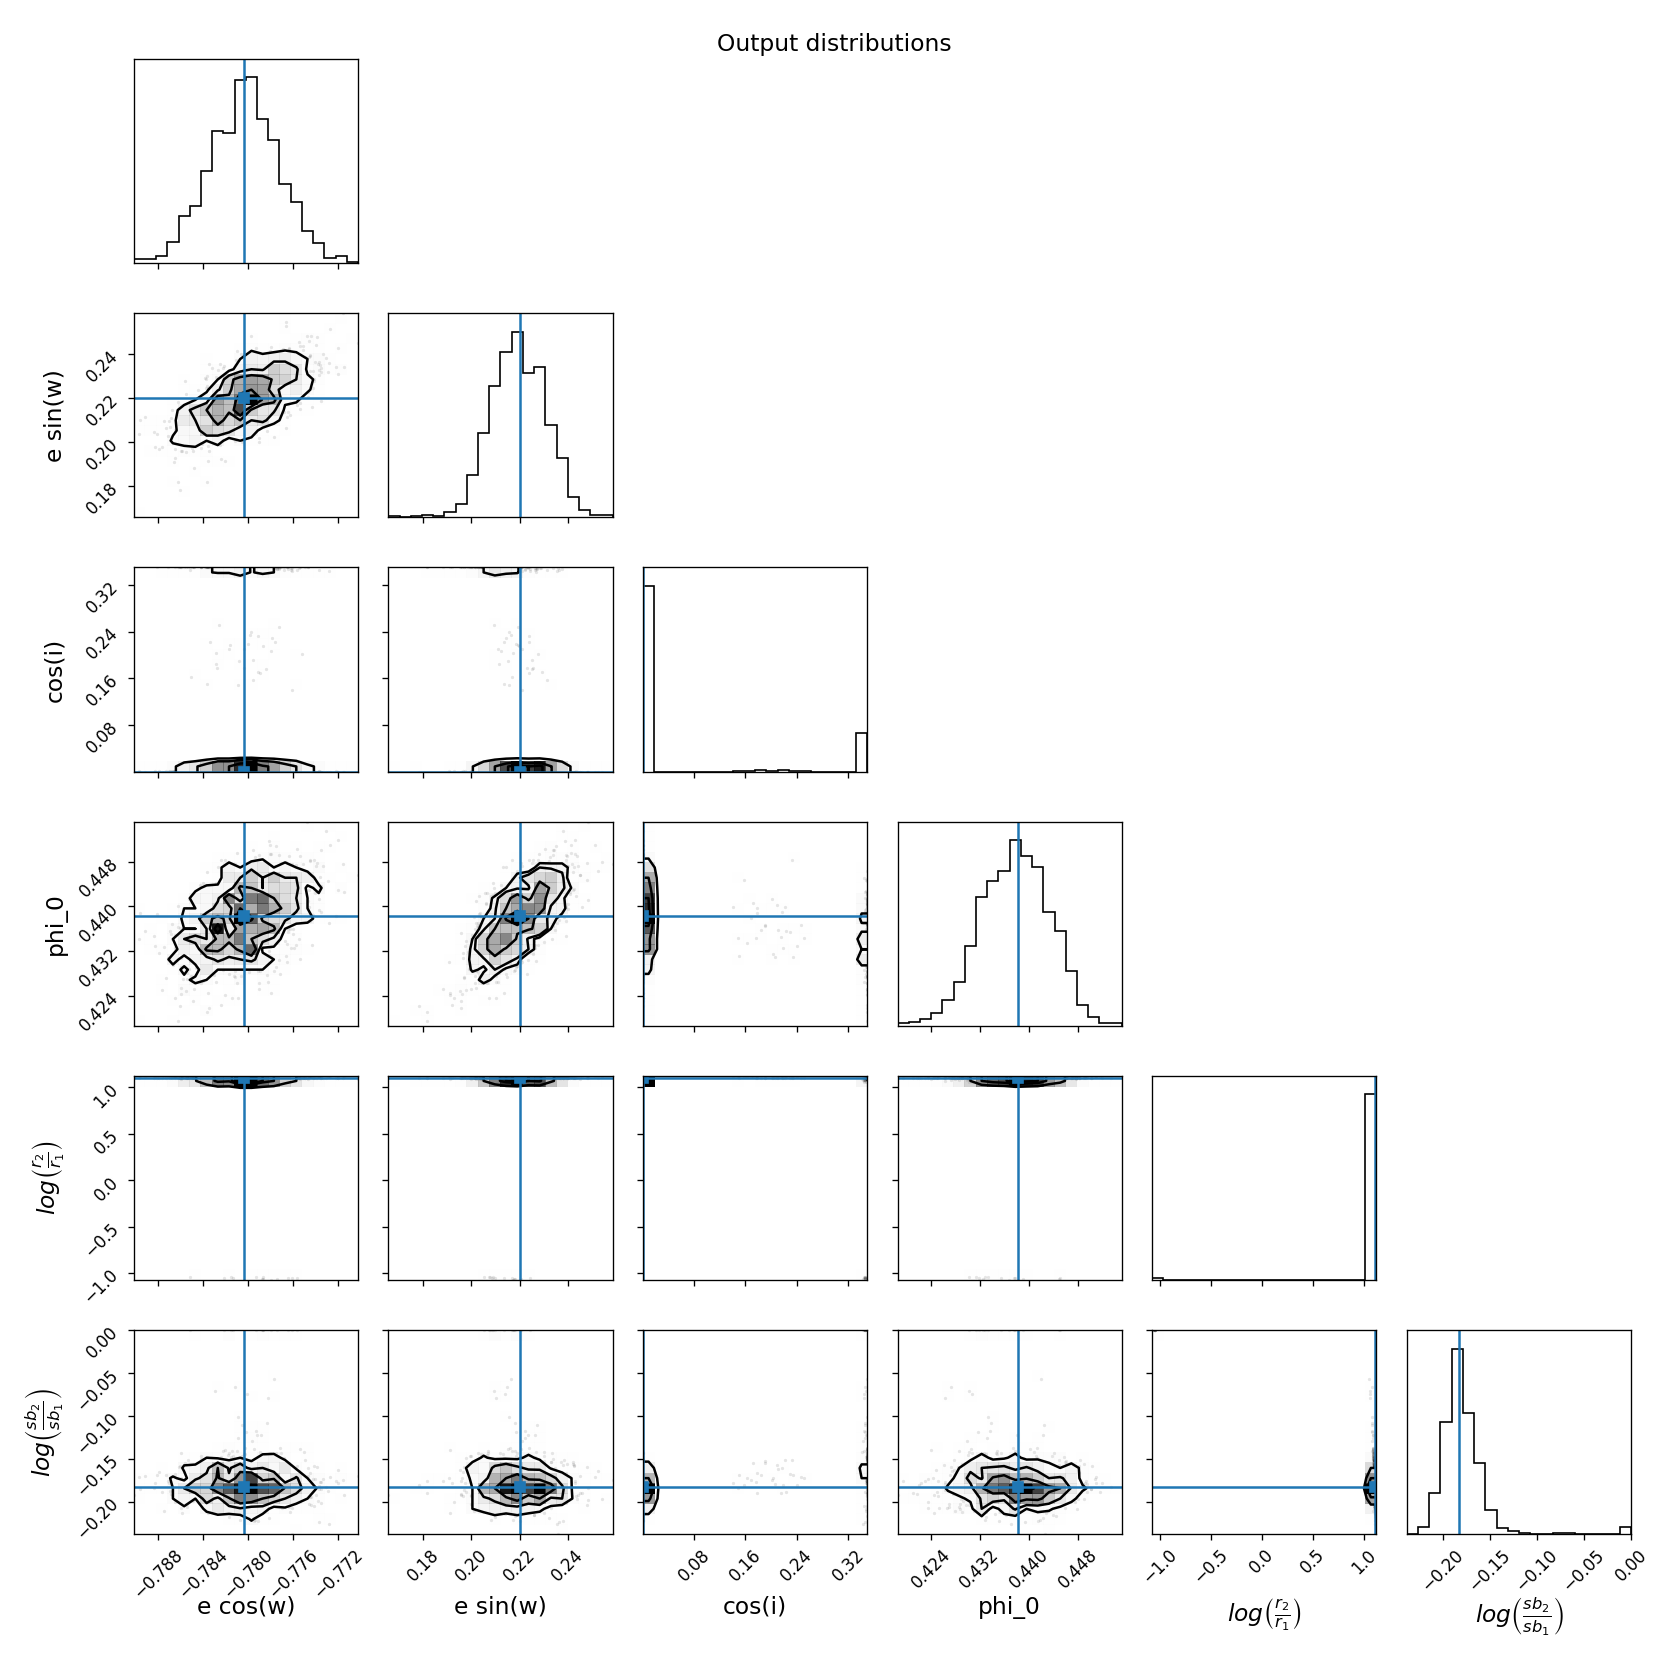 Output distributions
e sin(w)
0.24
0.22
0.20
0.18
cos(i)
0.32
0.24
0.16
0.08
phi_0
0.448
0.440
0.432
0.424
log(r2/r1)
1.0
0.5
0.0
−0.5
−1.0
log(sb2/sb1)
0.00
−0.05
−0.10
−0.15
−0.20
−0.788 −0.784 −0.780 −0.776 −0.772
e cos(w)
0.18 0.20 0.22 0.24
e sin(w)
0.08 0.16 0.24 0.32
cos(i)
0.424 0.432 0.440 0.448
phi_0
−1.0 −0.5 0.0 0.5 1.0
log(r2/r1)
−0.20 −0.15 −0.10 −0.05 0.00
log(sb2/sb1)